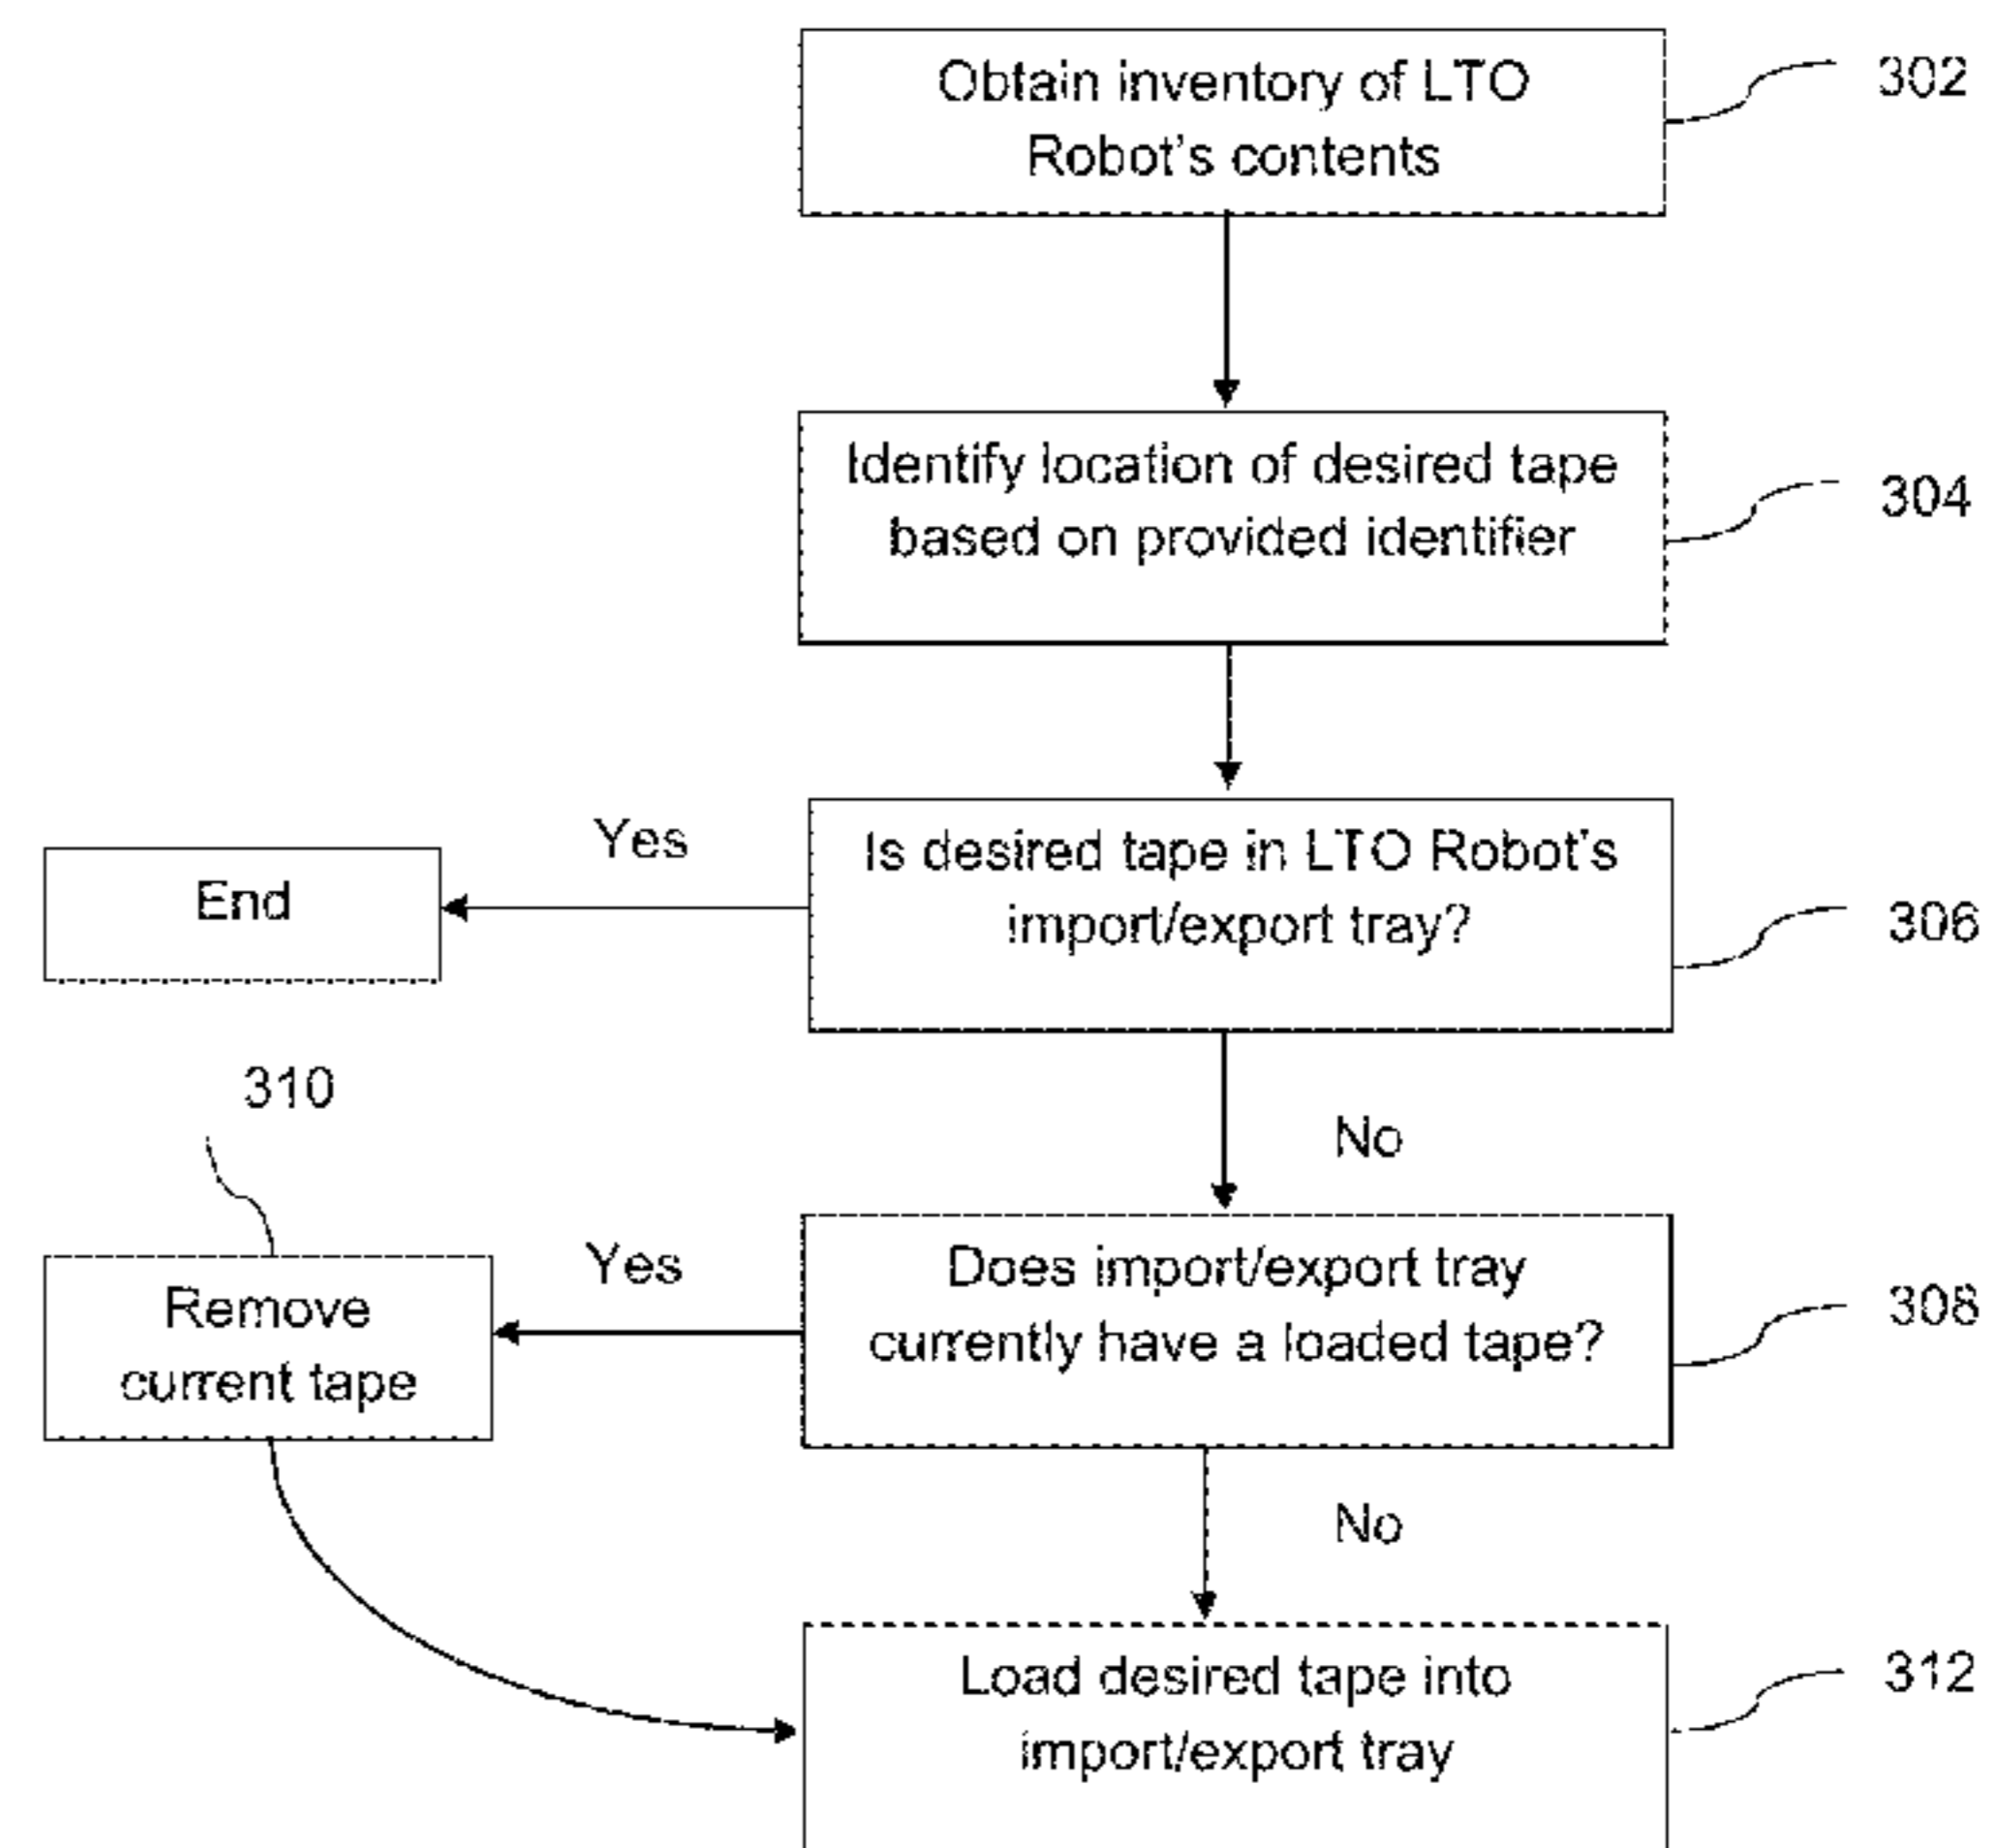 Obtain inventory of LTO
Robot's contents
302
Identify location of desired tape
based on provided identifier
304
Is desired tape in LTO Robot's
import/export tray?
306
Yes
End
No
310
Does import/export tray
currently have a loaded tape?
308
Yes
Remove
current tape
No
Load desired tape into
import/export tray
312